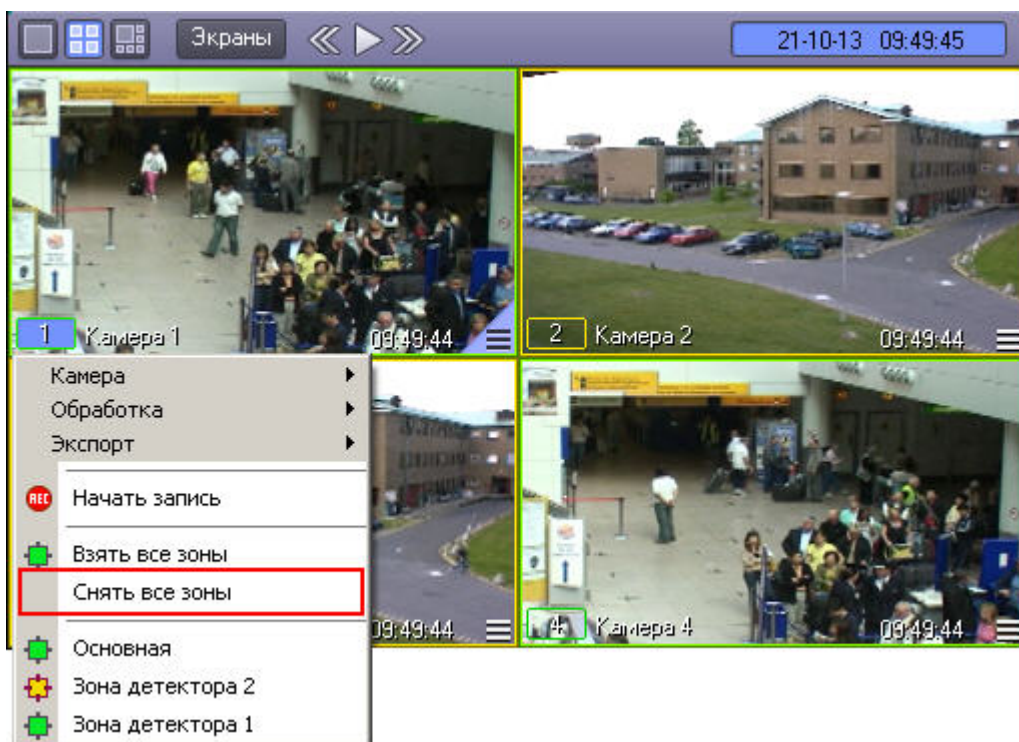 Экраны
21-10-13 09:49:45
1 Камера 1 09:49:44
2 Камера 2 09:49:44
Камера
Обработка
Экспорт
REC Начать запись
Взять все зоны
Снять все зоны
09:49:44
4 Камера 4 09:49:44
Основная
Зона детектора 2
Зона детектора 1